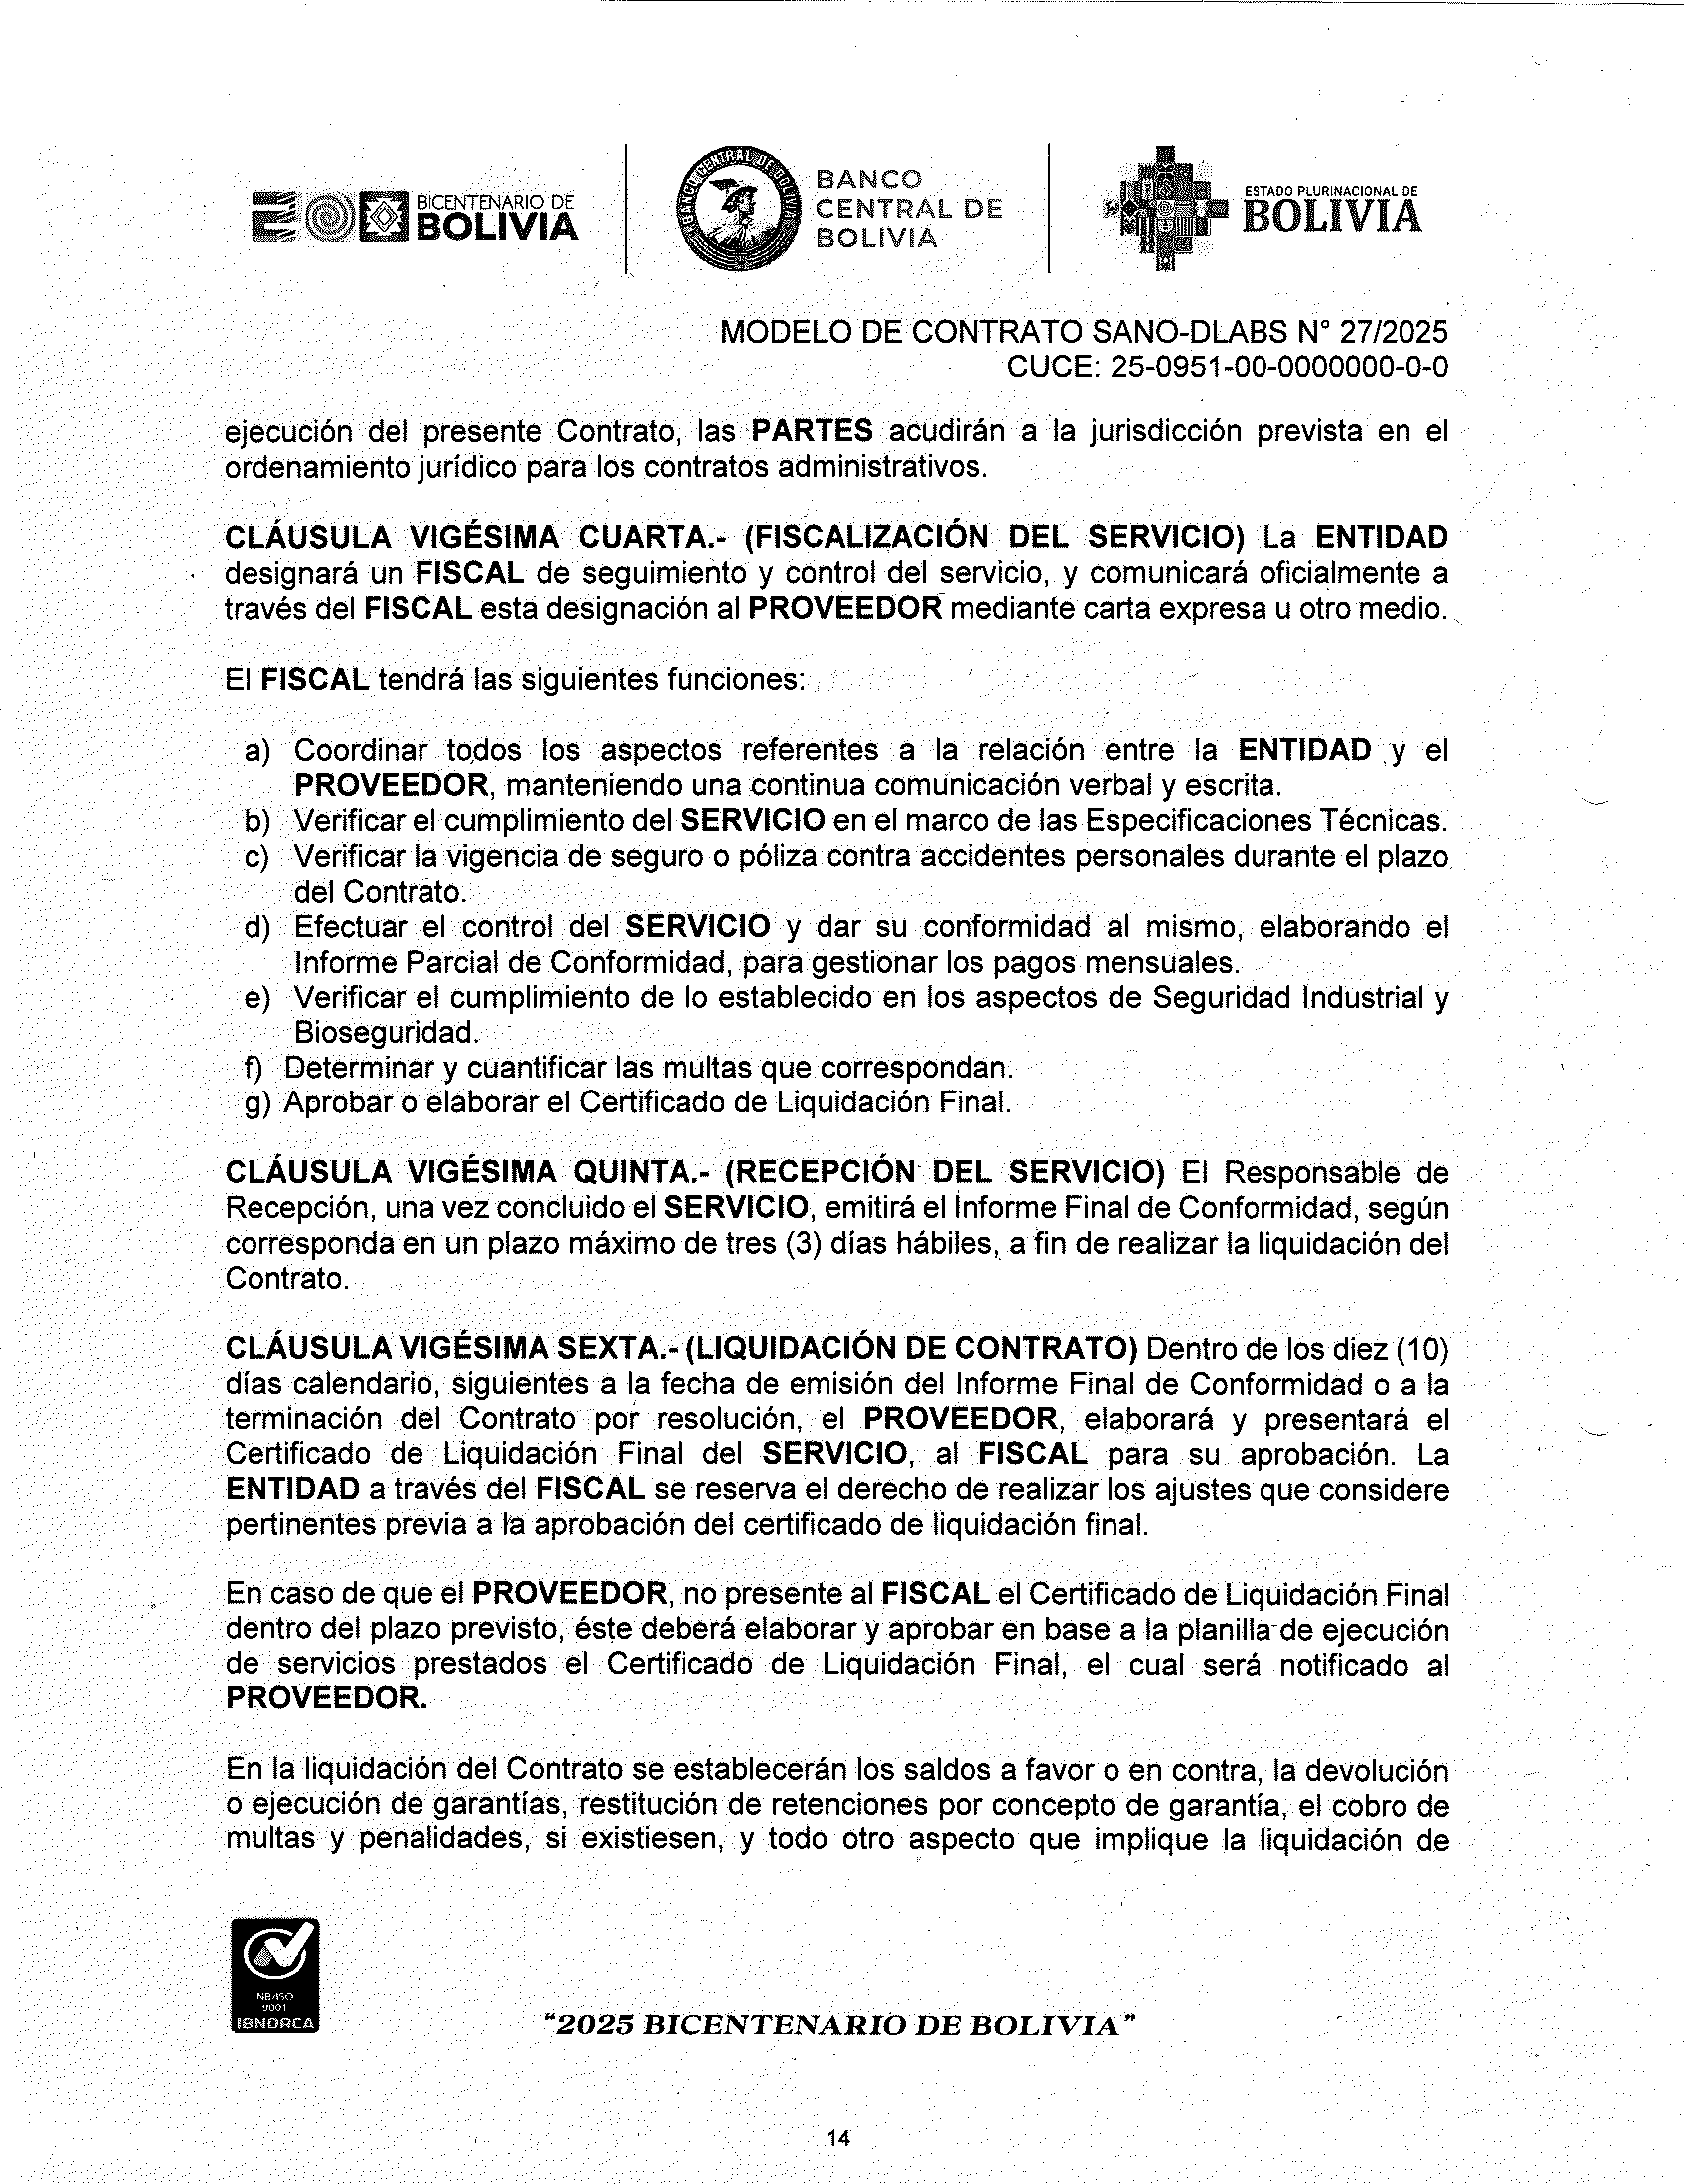 BICENTENARIO DE
BOLIVIA
BANCO CENTRAL DE BOLIVIA
BANCO
CENTRAL DE
BOLIVIA
ESTADO PLURINACIONAL DE
BOLIVIA
MODELO DE CONTRATO SANO-DLABS N° 27/2025
CUCE: 25-0951-00-0000000-0-0
ejecución del presente Contrato, las PARTES acudirán a la jurisdicción prevista en el
ordenamiento jurídico para los contratos administrativos.
CLÁUSULA VIGÉSIMA CUARTA.- (FISCALIZACIÓN DEL SERVICIO) La ENTIDAD
designará un FISCAL de seguimiento y control del servicio, y comunicará oficialmente a
través del FISCAL esta designación al PROVEEDOR mediante carta expresa u otro medio.
El FISCAL tendrá las siguientes funciones:
a) Coordinar todos los aspectos referentes a la relación entre la ENTIDAD y el
PROVEEDOR, manteniendo una continua comunicación verbal y escrita.
b) Verificar el cumplimiento del SERVICIO en el marco de las Especificaciones Técnicas.
c) Verificar la vigencia de seguro o póliza contra accidentes personales durante el plazo
del Contrato.
d) Efectuar el control del SERVICIO y dar su conformidad al mismo, elaborando el
Informe Parcial de Conformidad, para gestionar los pagos mensuales.
e) Verificar el cumplimiento de lo establecido en los aspectos de Seguridad Industrial y
Bioseguridad.
f) Determinar y cuantificar las multas que correspondan.
g) Aprobar o elaborar el Certificado de Liquidación Final.
CLÁUSULA VIGÉSIMA QUINTA.- (RECEPCIÓN DEL SERVICIO) El Responsable de
Recepción, una vez concluido el SERVICIO, emitirá el Informe Final de Conformidad, según
corresponda en un plazo máximo de tres (3) días hábiles, a fin de realizar la liquidación del
Contrato.
CLÁUSULA VIGÉSIMA SEXTA.- (LIQUIDACIÓN DE CONTRATO) Dentro de los diez (10)
días calendario, siguientes a la fecha de emisión del Informe Final de Conformidad o a la
terminación del Contrato por resolución, el PROVEEDOR, elaborará y presentará el
Certificado de Liquidación Final del SERVICIO, al FISCAL para su aprobación. La
ENTIDAD a través del FISCAL se reserva el derecho de realizar los ajustes que considere
pertinentes previa a la aprobación del certificado de liquidación final.
En caso de que el PROVEEDOR, no presente al FISCAL el Certificado de Liquidación Final
dentro del plazo previsto, éste deberá elaborar y aprobar en base a la planilla de ejecución
de servicios prestados el Certificado de Liquidación Final, el cual será notificado al
PROVEEDOR.
En la liquidación del Contrato se establecerán los saldos a favor o en contra, la devolución
o ejecución de garantías, restitución de retenciones por concepto de garantía, el cobro de
multas y penalidades, si existiesen, y todo otro aspecto que implique la liquidación de
NB/ISO
9001
IBNORCA
"2025 BICENTENARIO DE BOLIVIA"
14